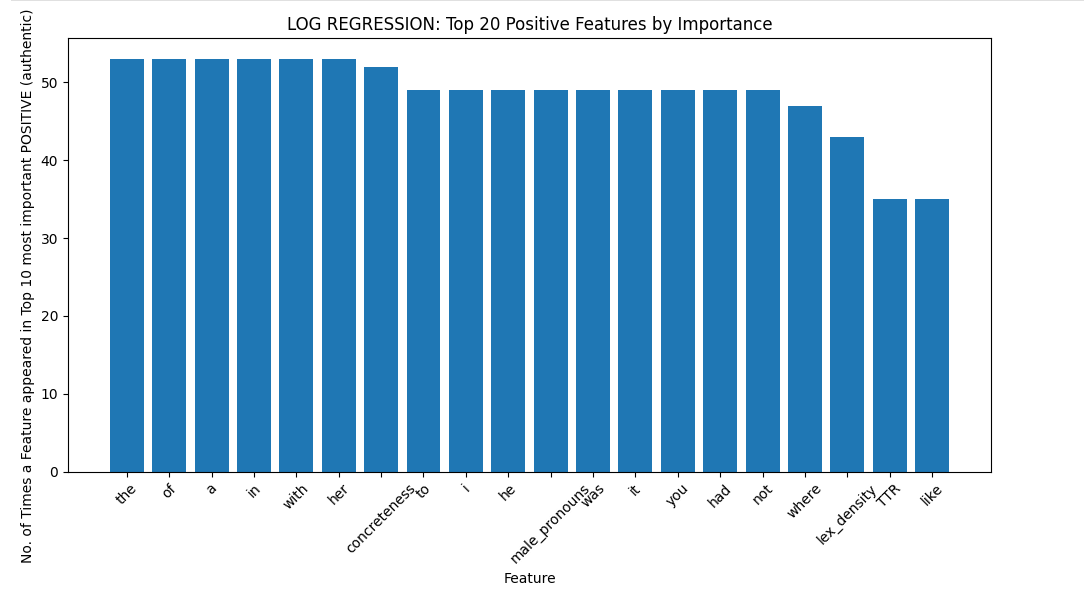 LOG REGRESSION: Top 20 Positive Features by Importance
No. of Times a Feature appeared in Top 10 most important POSITIVE (authentic)
50
40
30
20
10
0
the
of
a
in
with
her
concreteness
to
i
he
male_pronouns
was
it
you
had
not
where
lex_density
TTR
like
Feature